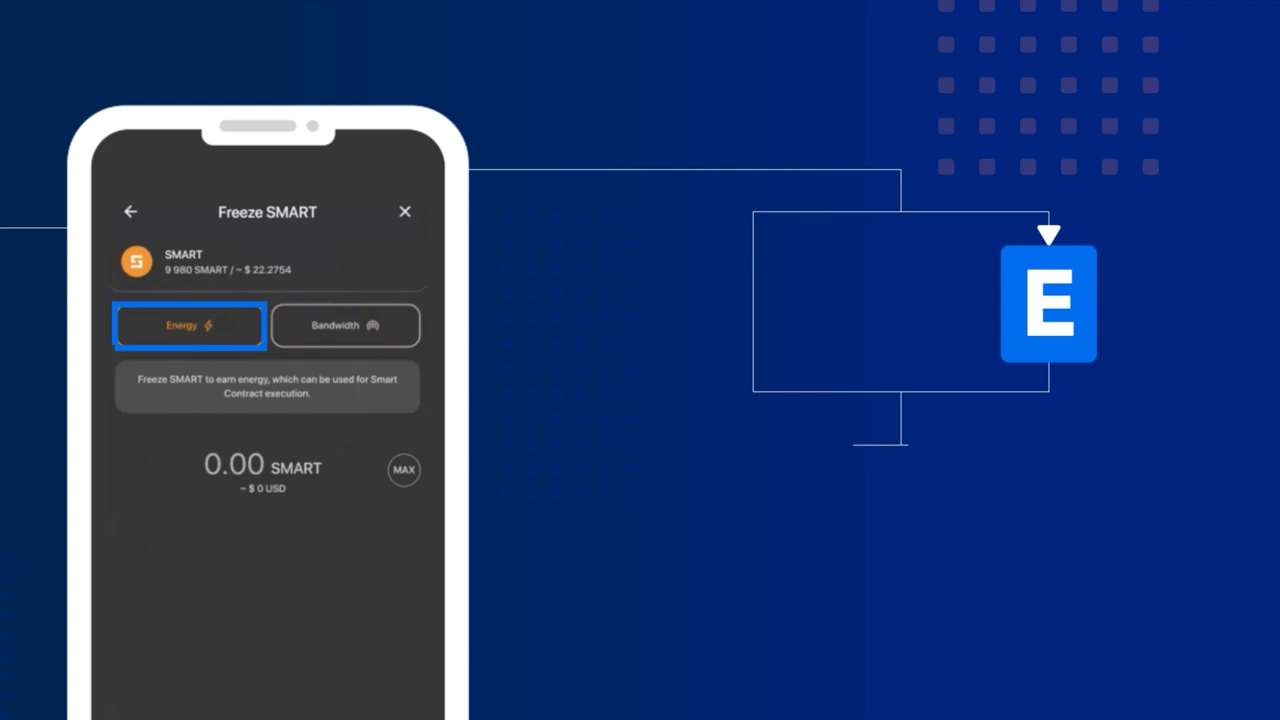 Freeze SMART
SMART
9 980 SMART / ~ $ 22.2754
Energy
Bandwidth
Freeze SMART to earn energy, which can be used for Smart
Contract execution.
0.00 SMART
MAX
~ $ 0 USD
E